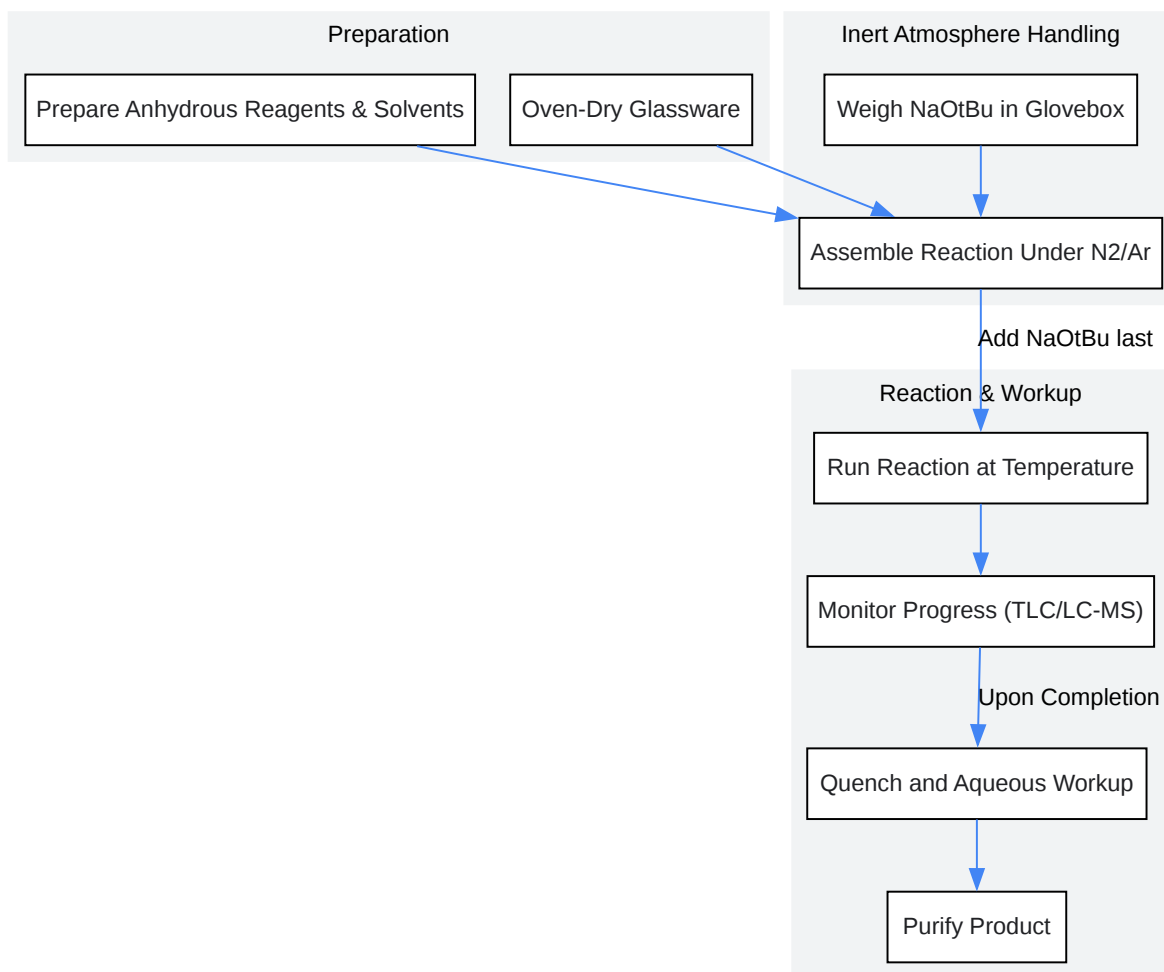 Preparation
Inert Atmosphere Handling
Prepare Anhydrous Reagents & Solvents
Oven-Dry Glassware
Weigh NaOtBu in Glovebox
Assemble Reaction Under N2/Ar
Add NaOtBu last
Reaction & Workup
Run Reaction at Temperature
Monitor Progress (TLC/LC-MS)
Upon Completion
Quench and Aqueous Workup
Purify Product